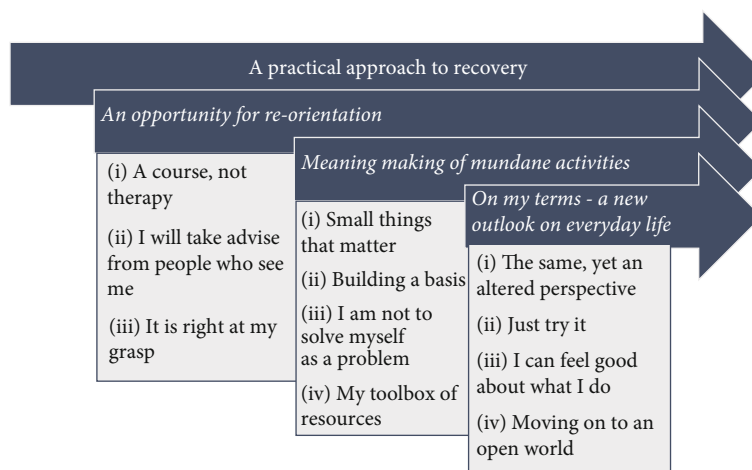 A practical approach to recovery
An opportunity for re-orientation
(i) A course, not
therapy
(ii) I will take advise
from people who see
me
(iii) It is right at my
grasp
Meaning making of mundane activities
(i) Small things
that matter
(ii) Building a basis
(iii) I am not to
solve myself
as a problem
(iv) My toolbox of
resources
On my terms - a new
outlook on everyday life
(i) The same, yet an
altered perspective
(ii) Just try it
(iii) I can feel good
about what I do
(iv) Moving on to an
open world